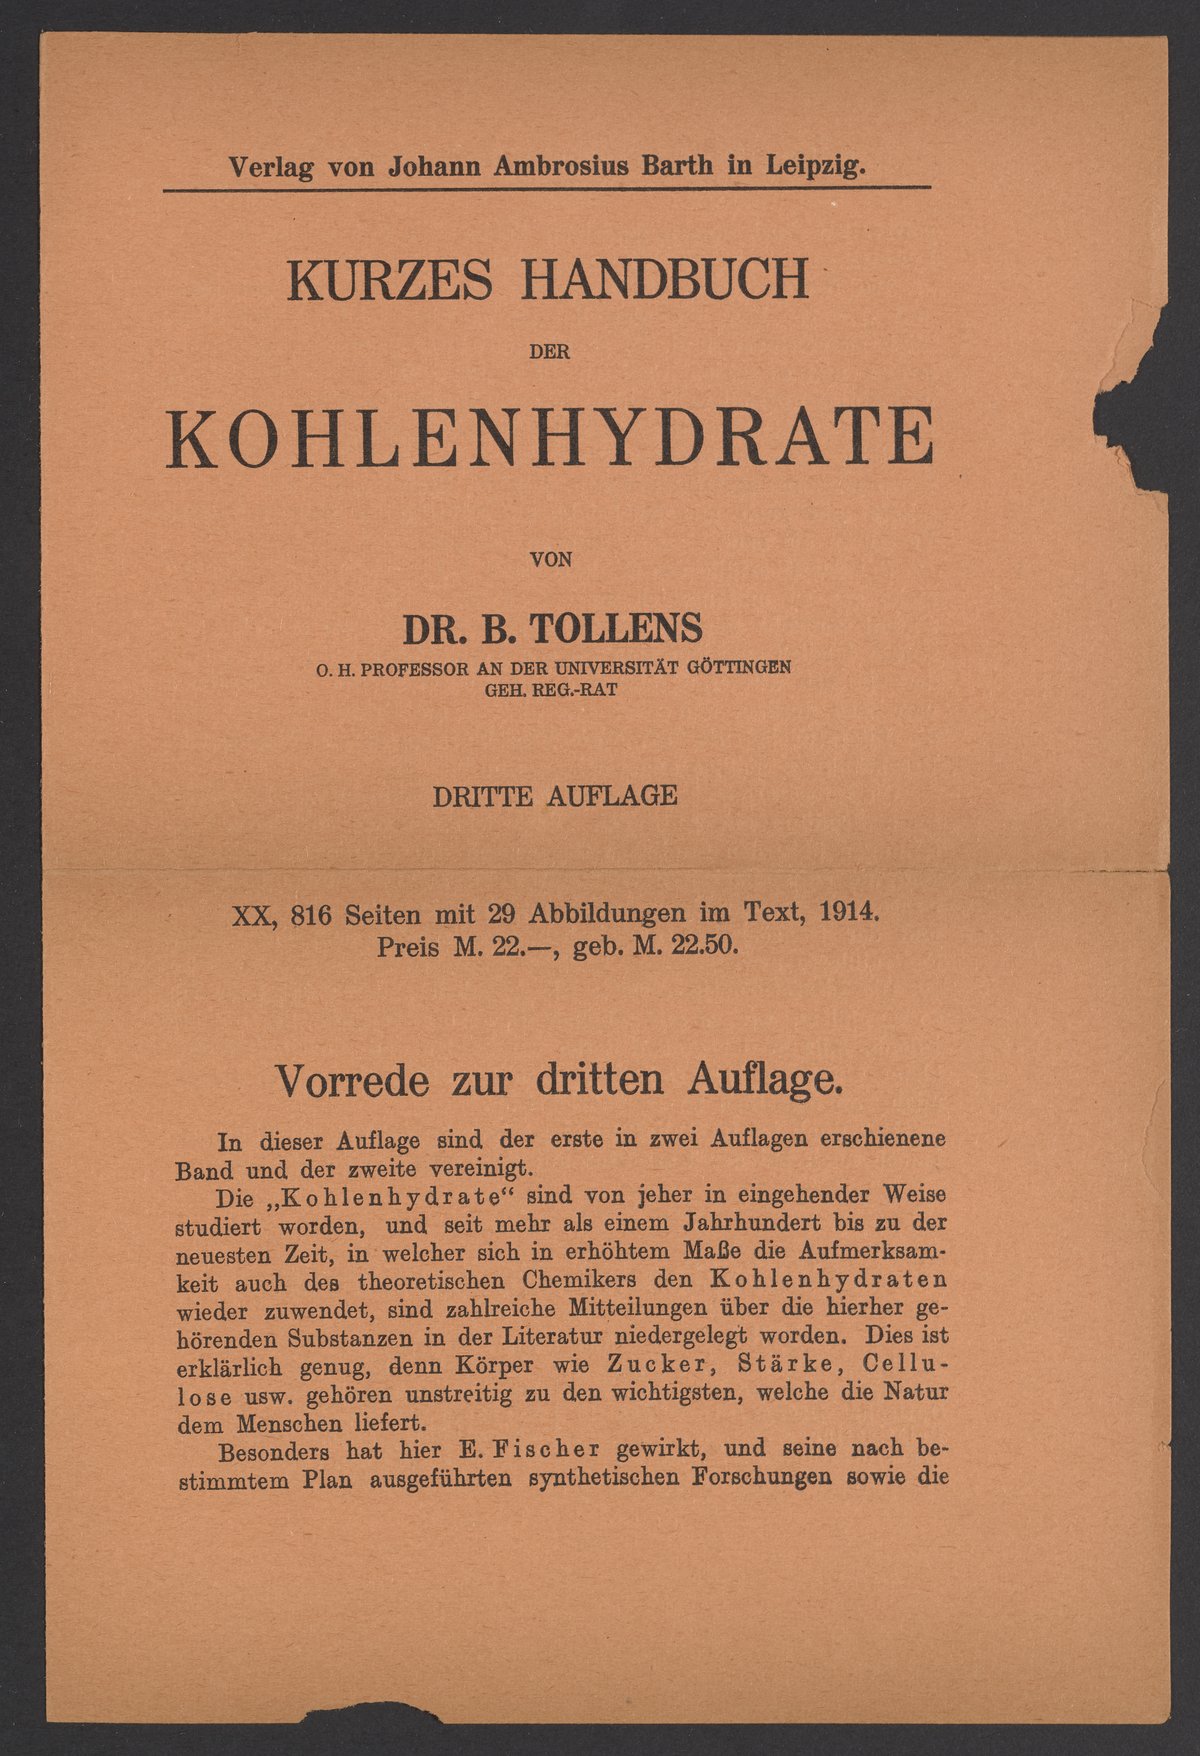 Verlag von Johann Ambrosius Barth in Leipzig.
KURZES HANDBUCH
DER
KOHLENHYDRATE
VON
DR. B. TOLLENS
O. H. PROFESSOR AN DER UNIVERSITÄT GÖTTINGEN
GEH. REG.-RAT
DRITTE AUFLAGE
XX, 816 Seiten mit 29 Abbildungen im Text, 1914.
Preis M. 22.—, geb. M. 22.50.
Vorrede zur dritten Auflage.
In dieser Auflage sind der erste in zwei Auflagen erschienene
Band und der zweite vereinigt.
Die „Kohlenhydrate“ sind von jeher in eingehender Weise
studiert worden, und seit mehr als einem Jahrhundert bis zu der
neuesten Zeit, in welcher sich in erhöhtem Maße die Aufmerksam-
keit auch des theoretischen Chemikers den Kohlenhydraten
wieder zuwendet, sind zahlreiche Mitteilungen über die hierher ge-
hörenden Substanzen in der Literatur niedergelegt worden. Dies ist
erklärlich genug, denn Körper wie Zucker, Stärke, Cellu-
lose usw. gehören unstreitig zu den wichtigsten, welche die Natur
dem Menschen liefert.
Besonders hat hier E. Fischer gewirkt, und seine nach be-
stimmtem Plan ausgeführten synthetischen Forschungen sowie die